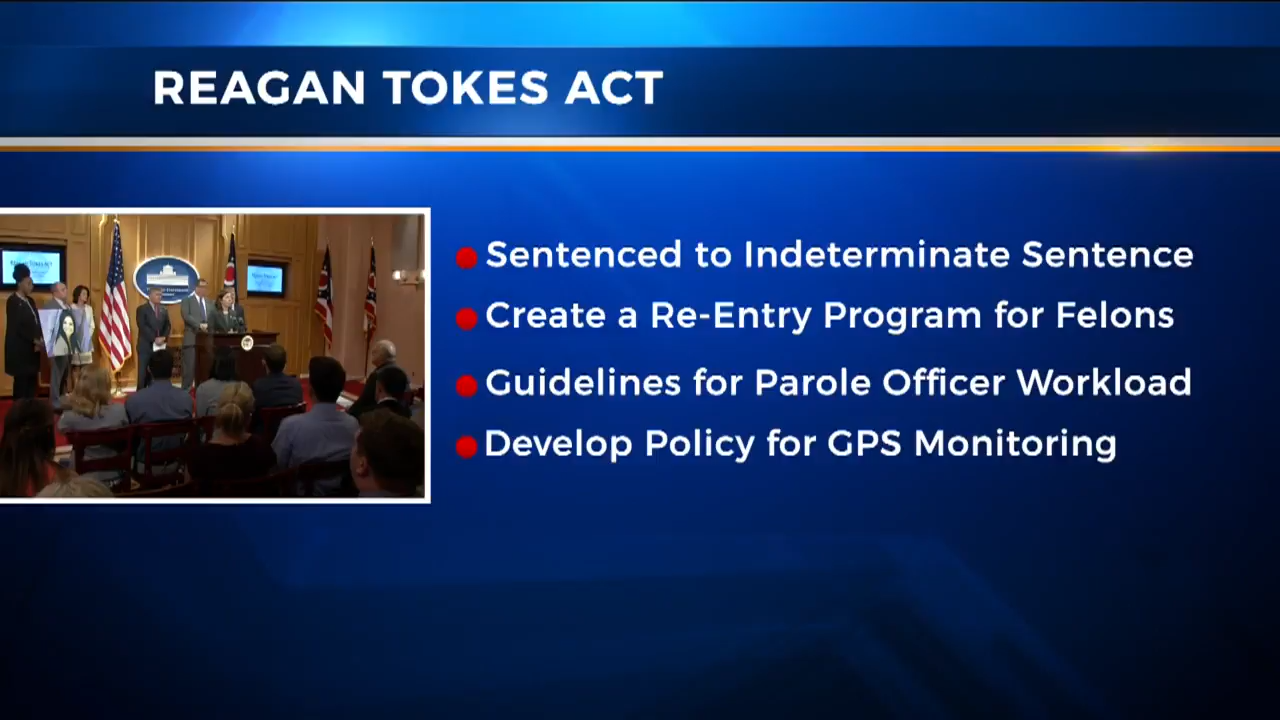 REAGAN TOKES ACT
Sentenced to Indeterminate Sentence
Create a Re-Entry Program for Felons
Guidelines for Parole Officer Workload
Develop Policy for GPS Monitoring